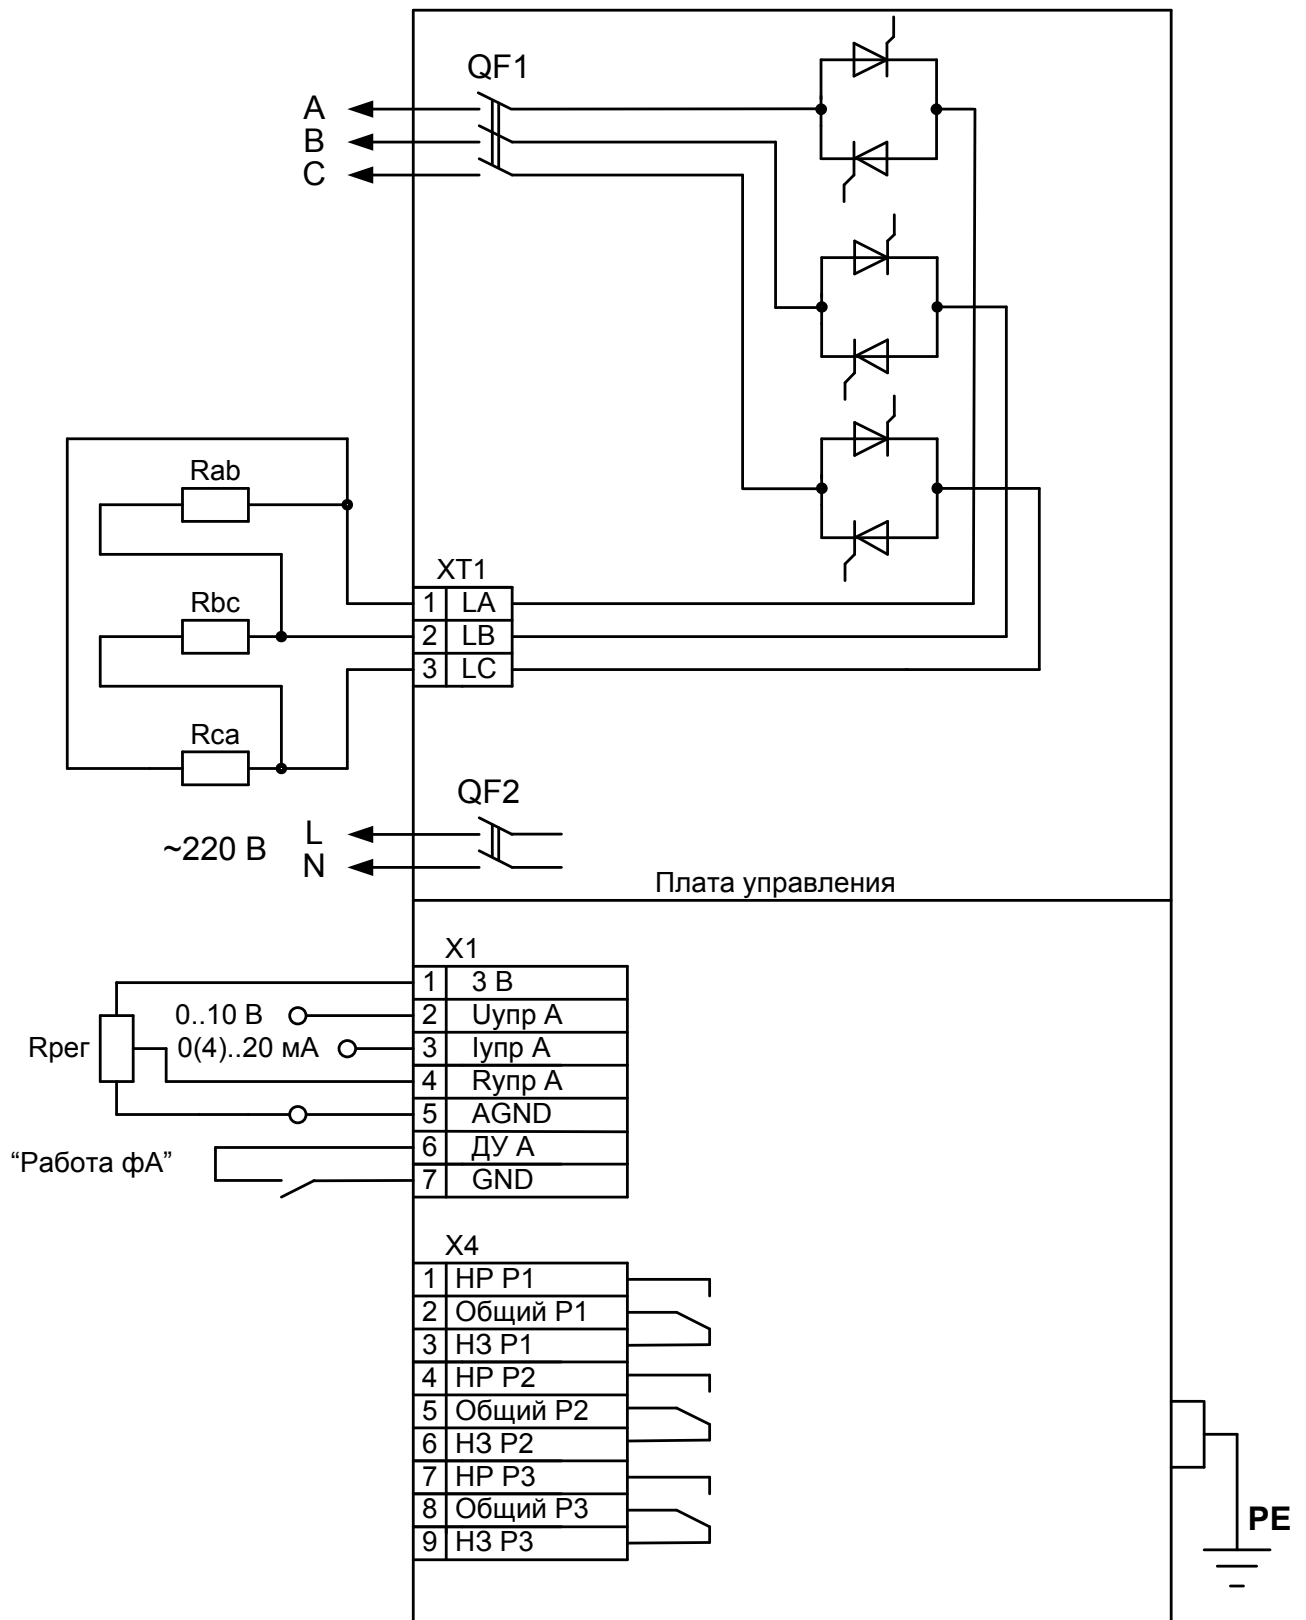 QF1
A
B
C
Rab
Rbc
Rca
XT1
1 LA
2 LB
3 LC
QF2
~220 В
L
N
Плата управления
X1
1 3 В
0..10 В 2 Uупр А
Rрег 0(4)..20 мА 3 Iупр А
4 Rупр А
5 AGND
6 ДУ А
“Работа фА”
7 GND
X4
1 НР Р1
2 Общий Р1
3 НЗ Р1
4 НР Р2
5 Общий Р2
6 НЗ Р2
7 НР Р3
8 Общий Р3
9 НЗ Р3
PE